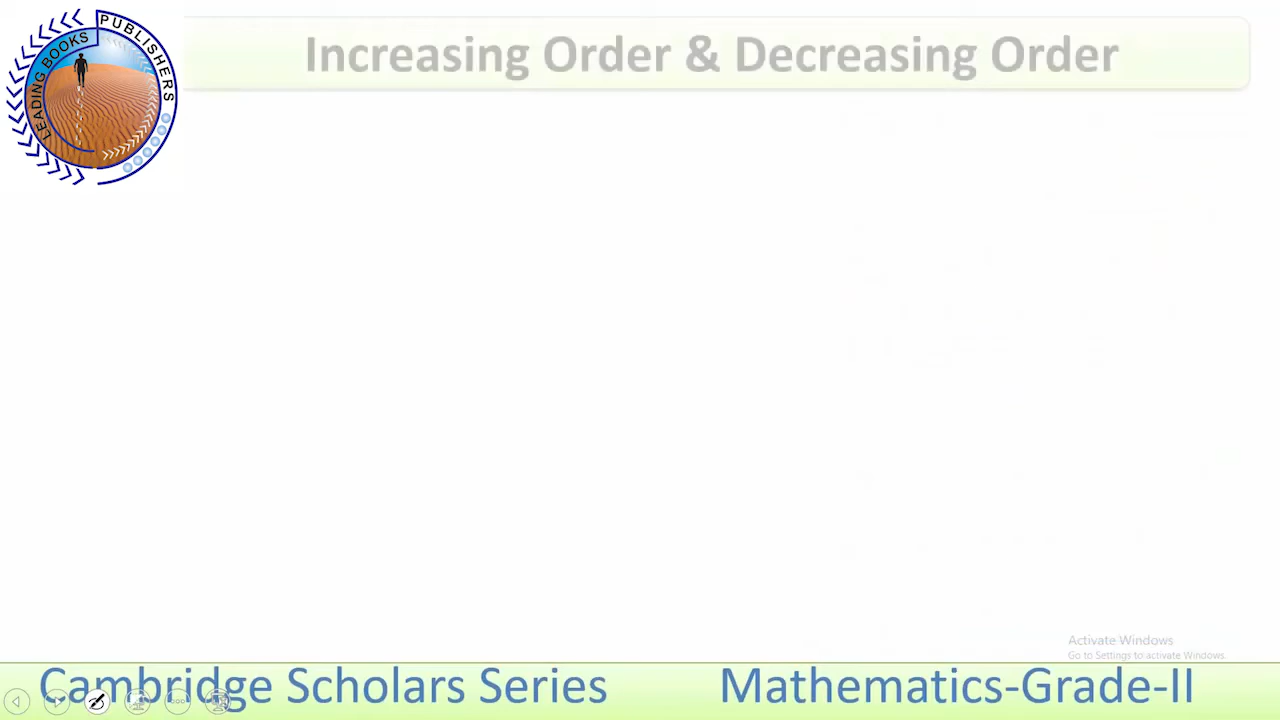 LEADING BOOKS PUBLISHERS
Increasing Order & Decreasing Order
Activate Windows
Go to Settings to activate Windows.
Cambridge Scholars Series
Mathematics-Grade-II